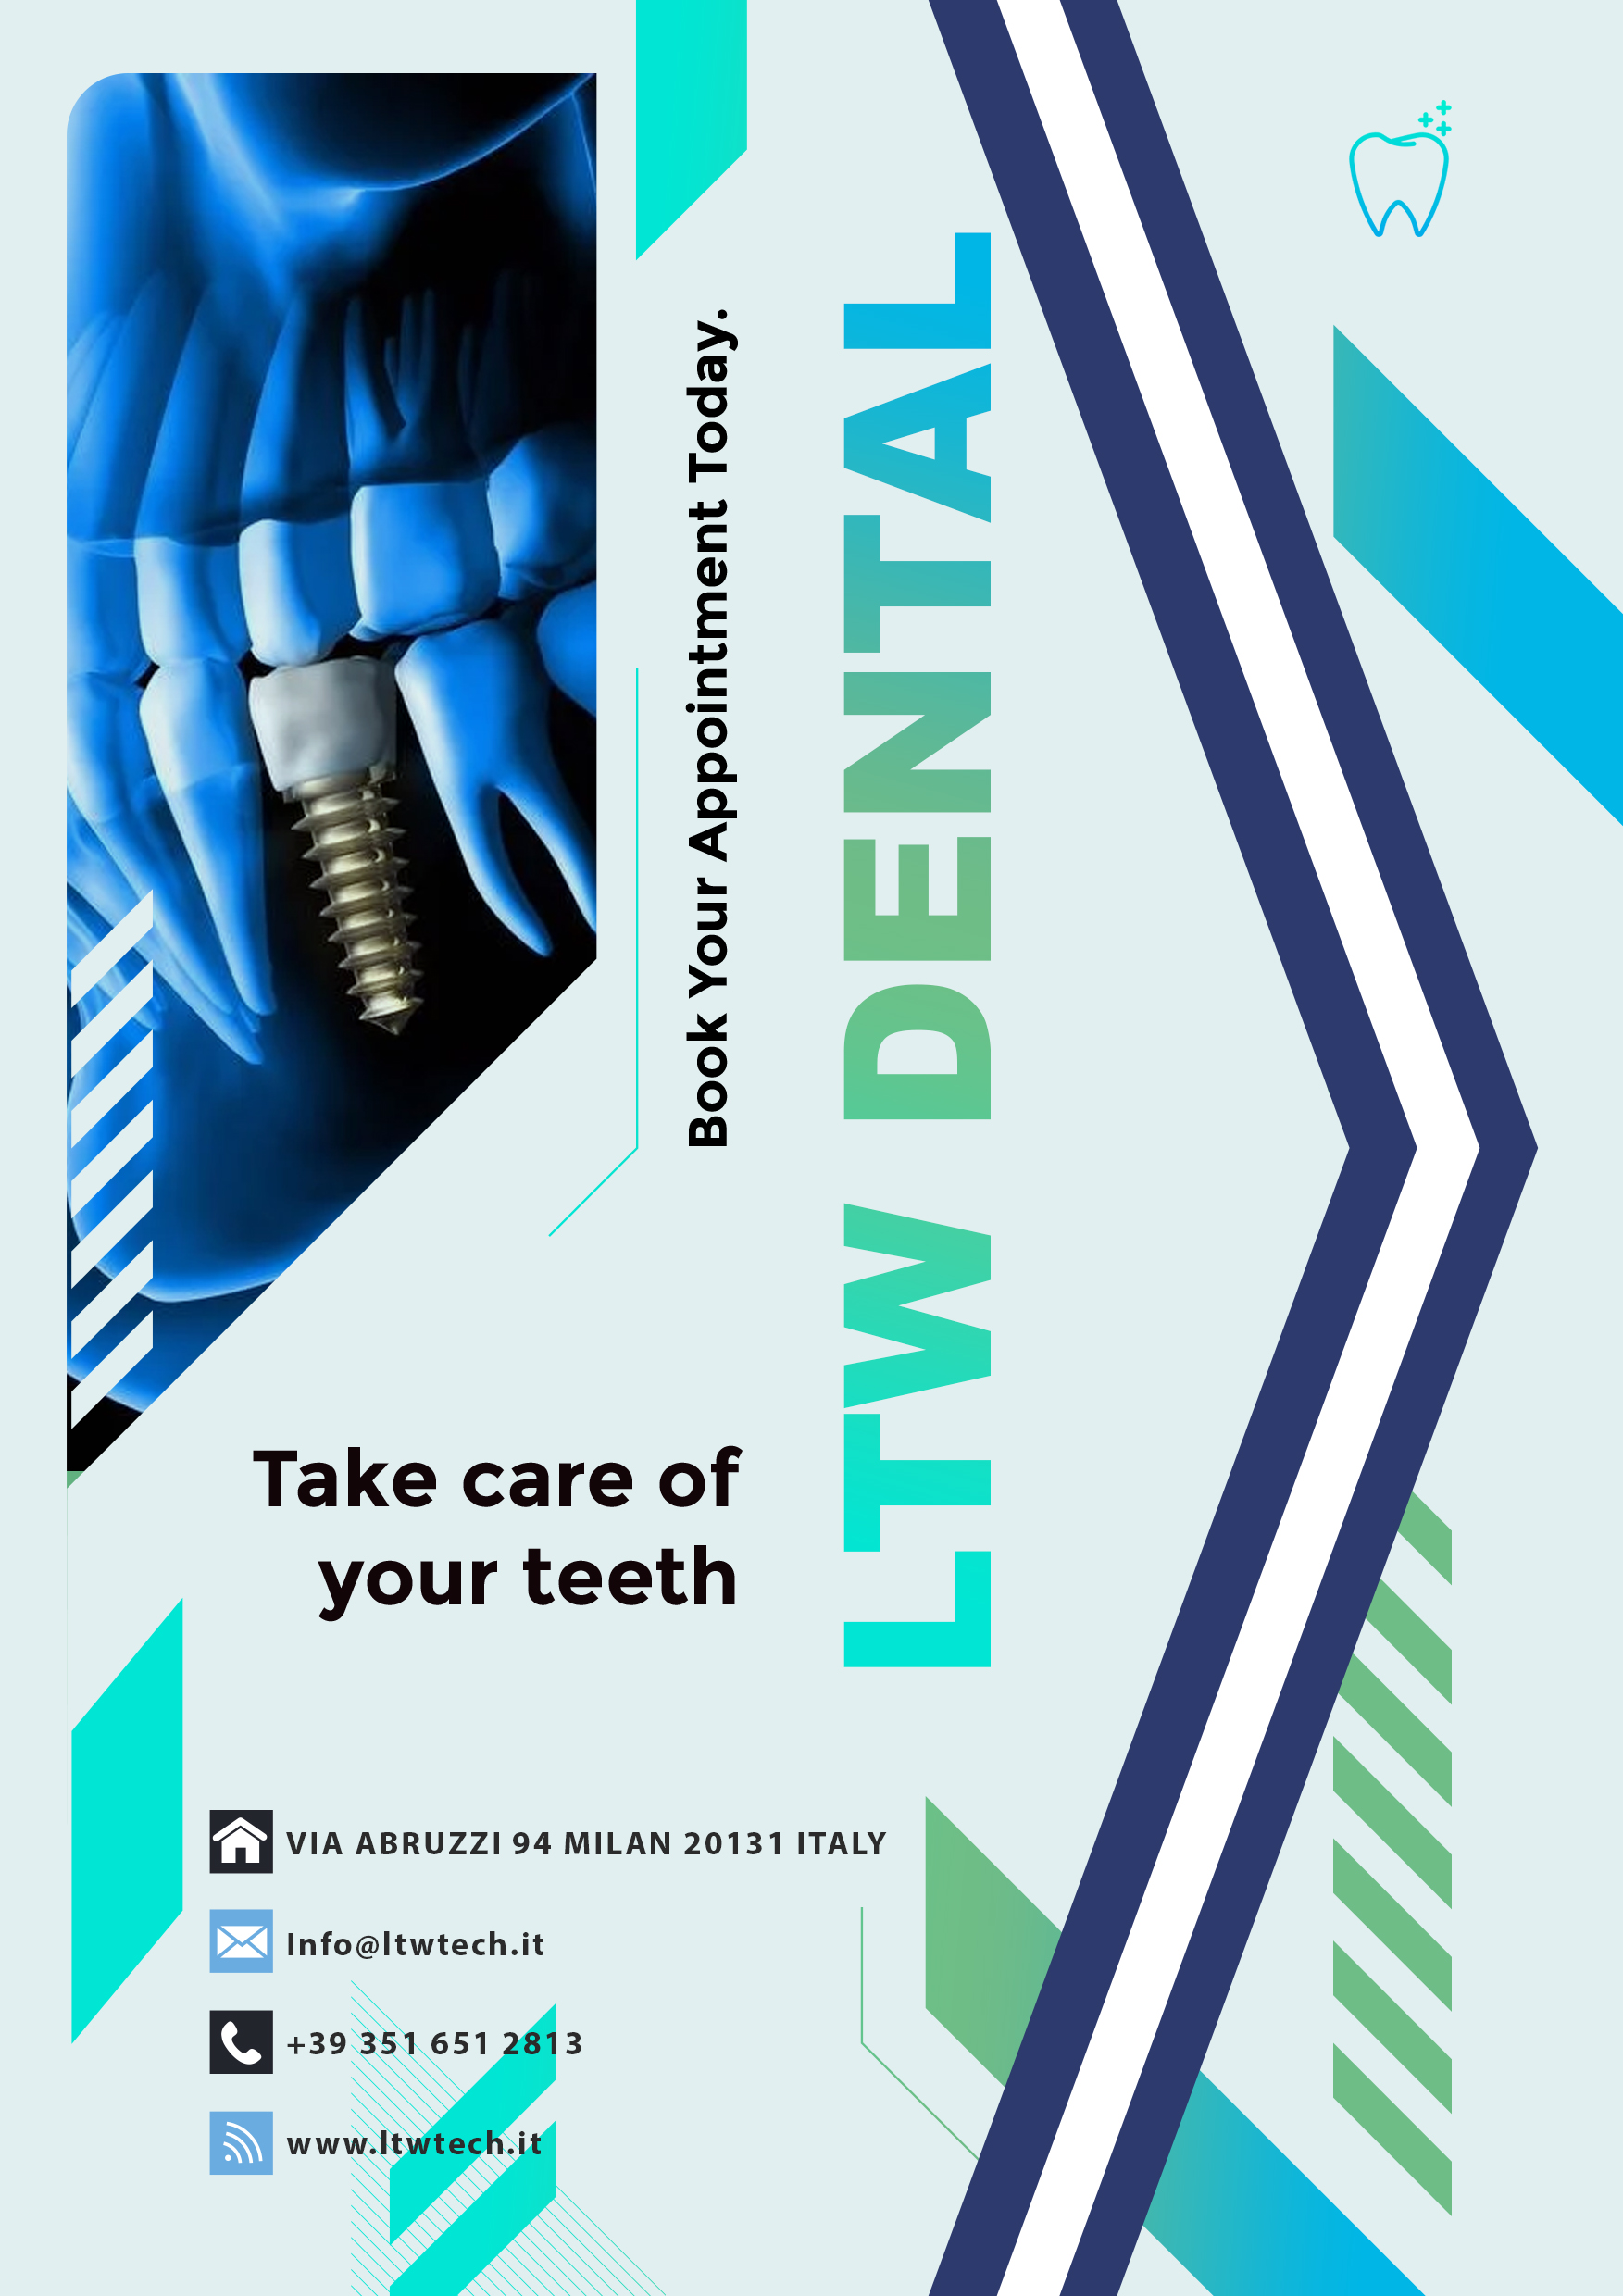 Book Your Appointment Today.
LTW DENTAL
Take care of
your teeth
VIA ABRUZZI 94 MILAN 20131 ITALY
Info@ltwtech.it
+39 351 651 2813
www.ltwtech.it